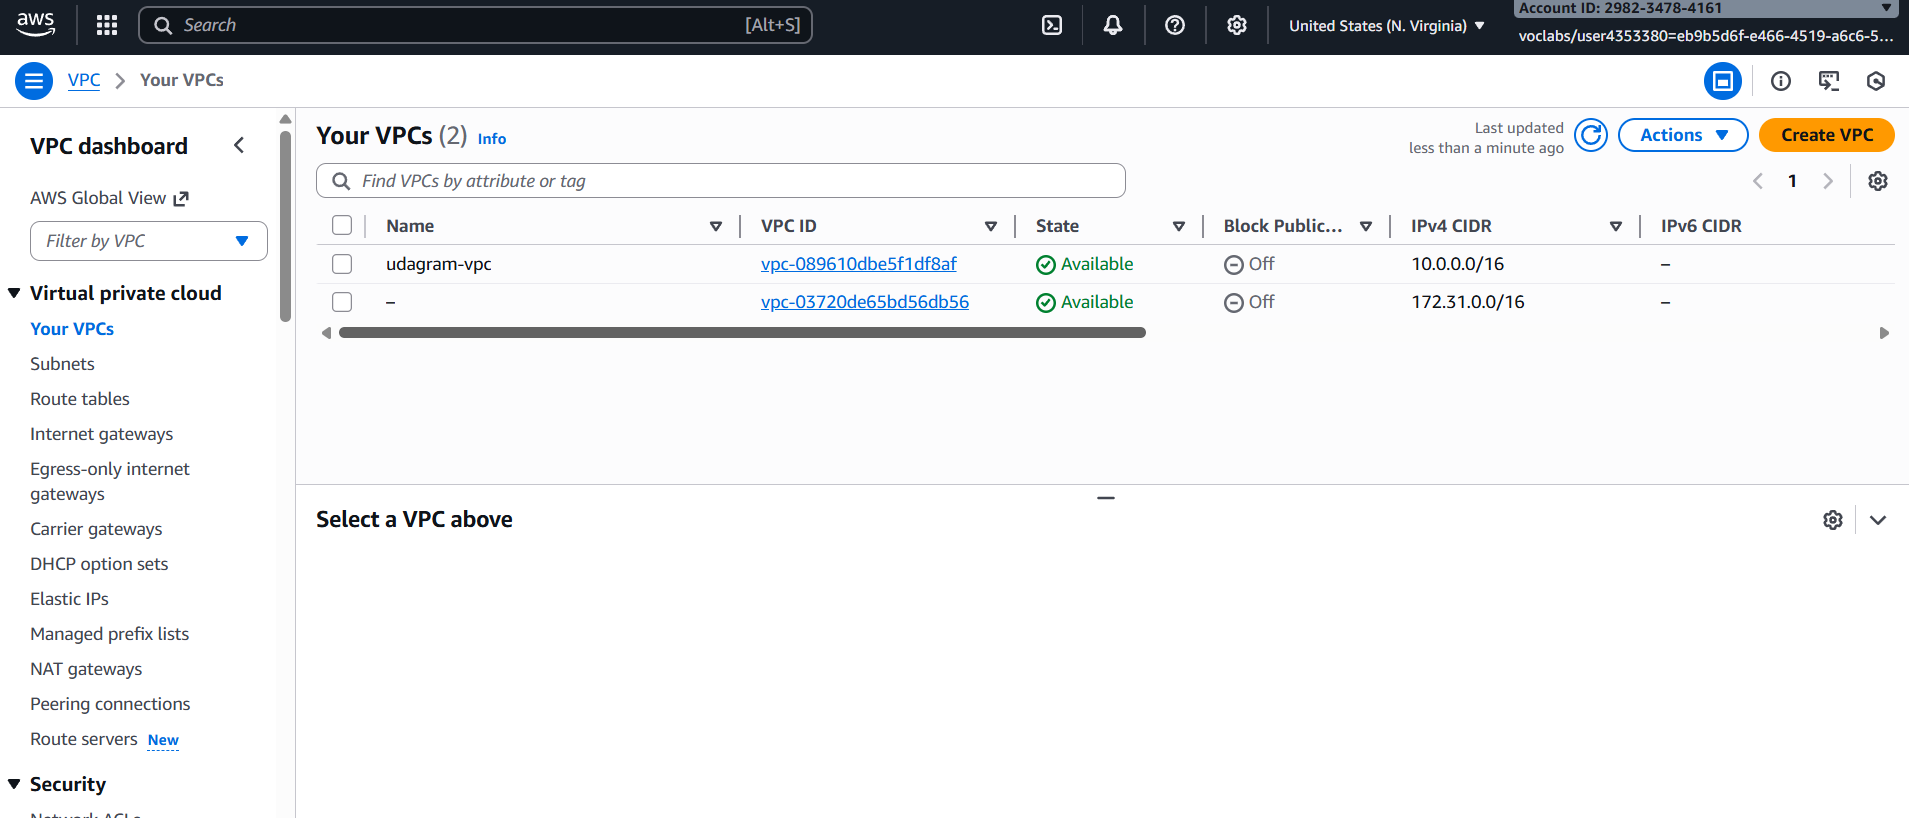 aws
Search [Alt+S]
United States (N. Virginia)
Account ID: 2982-3478-4161
voclabs/user4353380=eb9b5d6f-e466-4519-a6c6-5...
VPC
Your VPCs
VPC dashboard
AWS Global View
Filter by VPC
Virtual private cloud
Your VPCs
Subnets
Route tables
Internet gateways
Egress-only internet
gateways
Carrier gateways
DHCP option sets
Elastic IPs
Managed prefix lists
NAT gateways
Peering connections
Route servers New
Security
Network ACLs
Your VPCs (2) Info
Last updated
less than a minute ago
Actions
Create VPC
Find VPCs by attribute or tag
1
Name VPC ID State Block Public... IPv4 CIDR IPv6 CIDR
udagram-vpc vpc-089610dbe5f1df8af Available Off 10.0.0.0/16 –
– vpc-03720de65bd56db56 Available Off 172.31.0.0/16 –
Select a VPC above